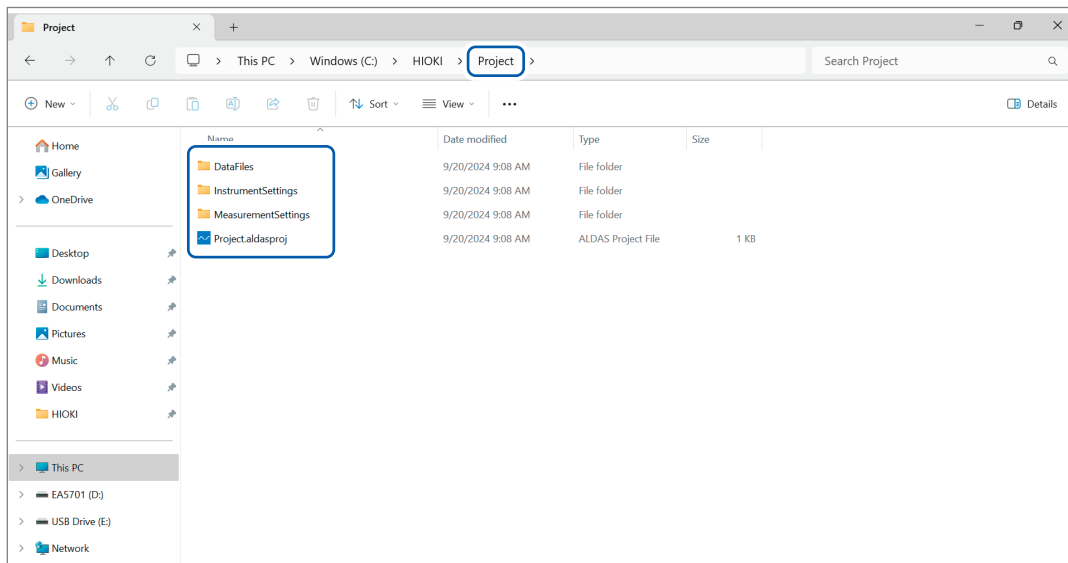 Project
This PC > Windows (C:) > HIOKI > Project >
Search Project
New
Sort
View
Details
Name Date modified Type Size
DataFiles 9/20/2024 9:08 AM File folder
InstrumentSettings 9/20/2024 9:08 AM File folder
MeasurementSettings 9/20/2024 9:08 AM File folder
Project.aldasproj 9/20/2024 9:08 AM ALDAS Project File 1 KB
Home
Gallery
OneDrive
Desktop
Downloads
Documents
Pictures
Music
Videos
HIOKI
This PC
EA5701 (D:)
USB Drive (E:)
Network